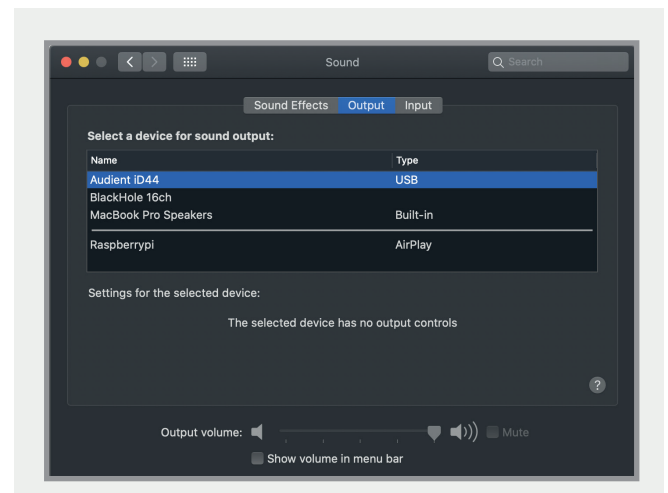 Sound
Search
Sound Effects Output Input
Select a device for sound output:
Name Type
Audient iD44 USB
BlackHole 16ch
MacBook Pro Speakers Built-in
Raspberrypi AirPlay
Settings for the selected device:
The selected device has no output controls
?
Output volume: Mute
Show volume in menu bar